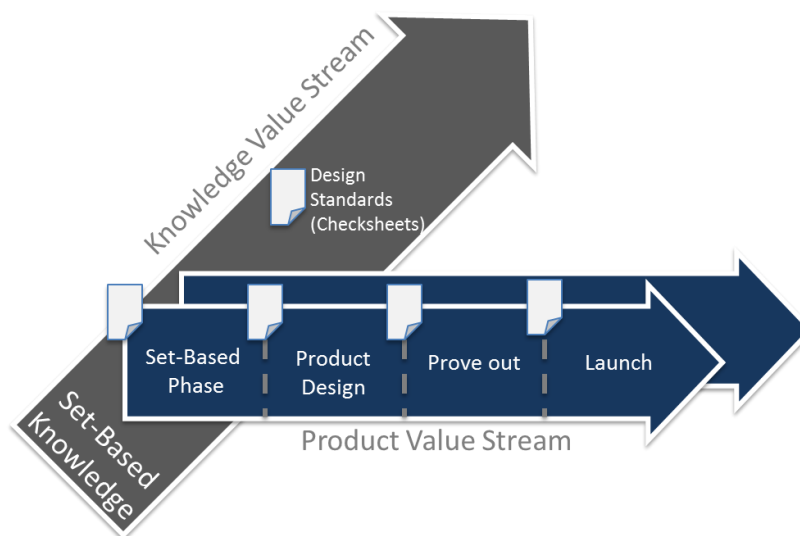 Knowledge Value Stream
Design
Standards
(Checksheets)
Set-Based
Phase
Product
Design
Prove out
Launch
Set-Based
Knowledge
Product Value Stream